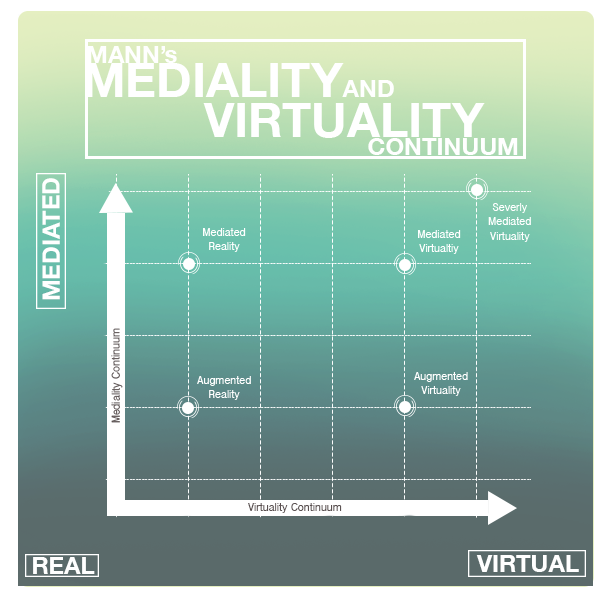 MANN's
MEDIALITY AND
VIRTUALITY
CONTINUUM
MEDIATED
Severly
Mediated
Virtuality
Mediated
Reality
Mediated
Virtualtiy
Mediality Continuum
Augmented
Reality
Augmented
Virtuality
Virtuality Continuum
REAL
VIRTUAL